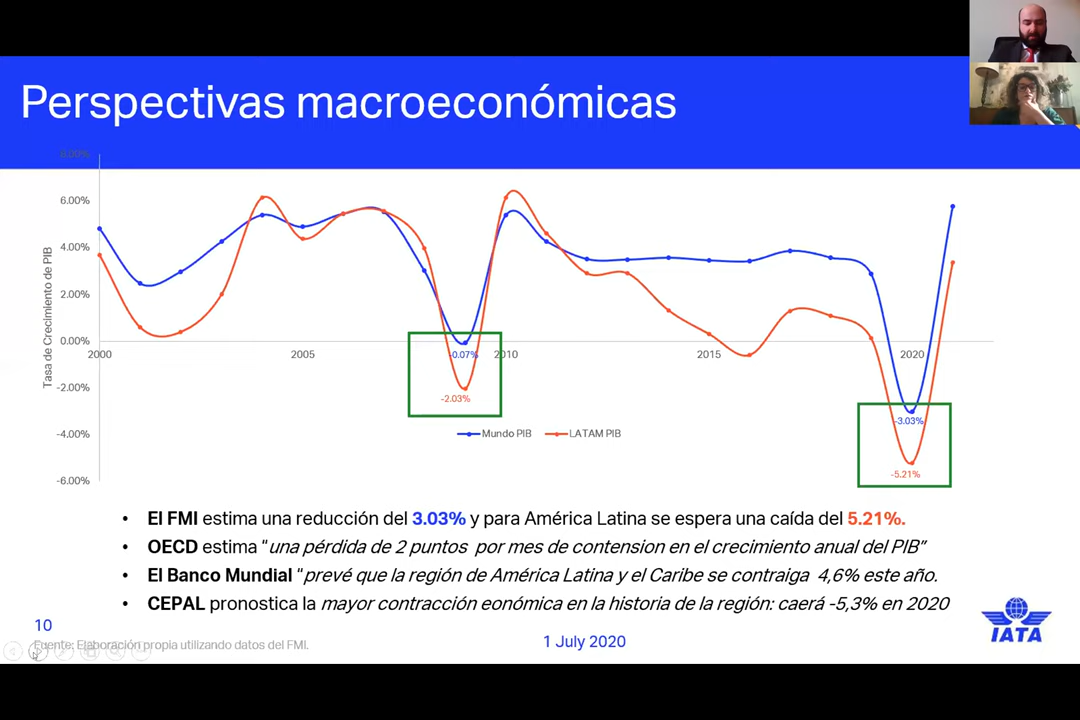 Perspectivas macroeconómicas
8.00%
6.00%
4.00%
2.00%
0.00%
-2.00%
-4.00%
-6.00%
Tasa de Crecimiento de PIB
2000
2005
2010
2015
2020
-0.07%
-2.03%
-3.03%
-5.21%
Mundo PIB
LATAM PIB
• El FMI estima una reducción del 3.03% y para América Latina se espera una caída del 5.21%.
• OECD estima "una pérdida de 2 puntos por mes de contension en el crecimiento anual del PIB”
• El Banco Mundial “prevé que la región de América Latina y el Caribe se contraiga 4,6% este año.
• CEPAL pronostica la mayor contracción eonómica en la historia de la región: caerá -5,3% en 2020
10
Fuente: Elaboración propia utilizando datos del FMI.
1 July 2020
IATA